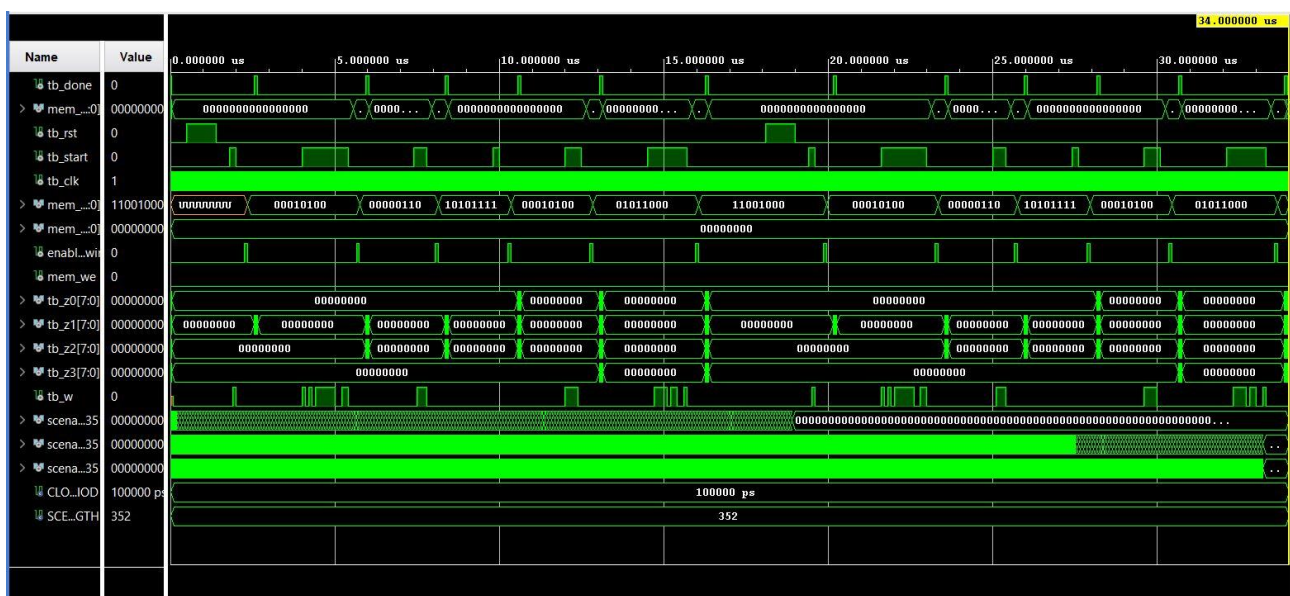 34.000000 us
Name Value 0.000000 us 5.000000 us 10.000000 us 15.000000 us 20.000000 us 25.000000 us 30.000000 us
tb_done 0
mem_...:0] 00000000 0000000000000000 . 0000... . 0000000000000000 . 00000000... . 0000000000000000 . 0000... . 0000000000000000 . 00000000... .
tb_rst 0
tb_start 0
tb_clk 1
mem_...:0] 11001000 UUUUUUUU 00010100 00000110 10101111 00010100 01011000 11001000 00010100 00000110 10101111 00010100 01011000
mem_...:0] 00000000 00000000
enabl...wir 0
mem_we 0
tb_z0[7:0] 00000000 00000000 00000000 00000000 00000000 00000000 00000000
tb_z1[7:0] 00000000 00000000 00000000 00000000 00000000 00000000 00000000 00000000 00000000 00000000 00000000 00000000 00000000
tb_z2[7:0] 00000000 00000000 00000000 00000000 00000000 00000000 00000000 00000000 00000000 00000000 00000000
tb_z3[7:0] 00000000 00000000 00000000 00000000 00000000
tb_w 0
scena...35 00000000 00000000000000000000000000000000000000000000000000000000000000...
scena...35 00000000 ..
scena...35 00000000 ..
CLO...IOD 100000 ps 100000 ps
SCE...GTH 352 352